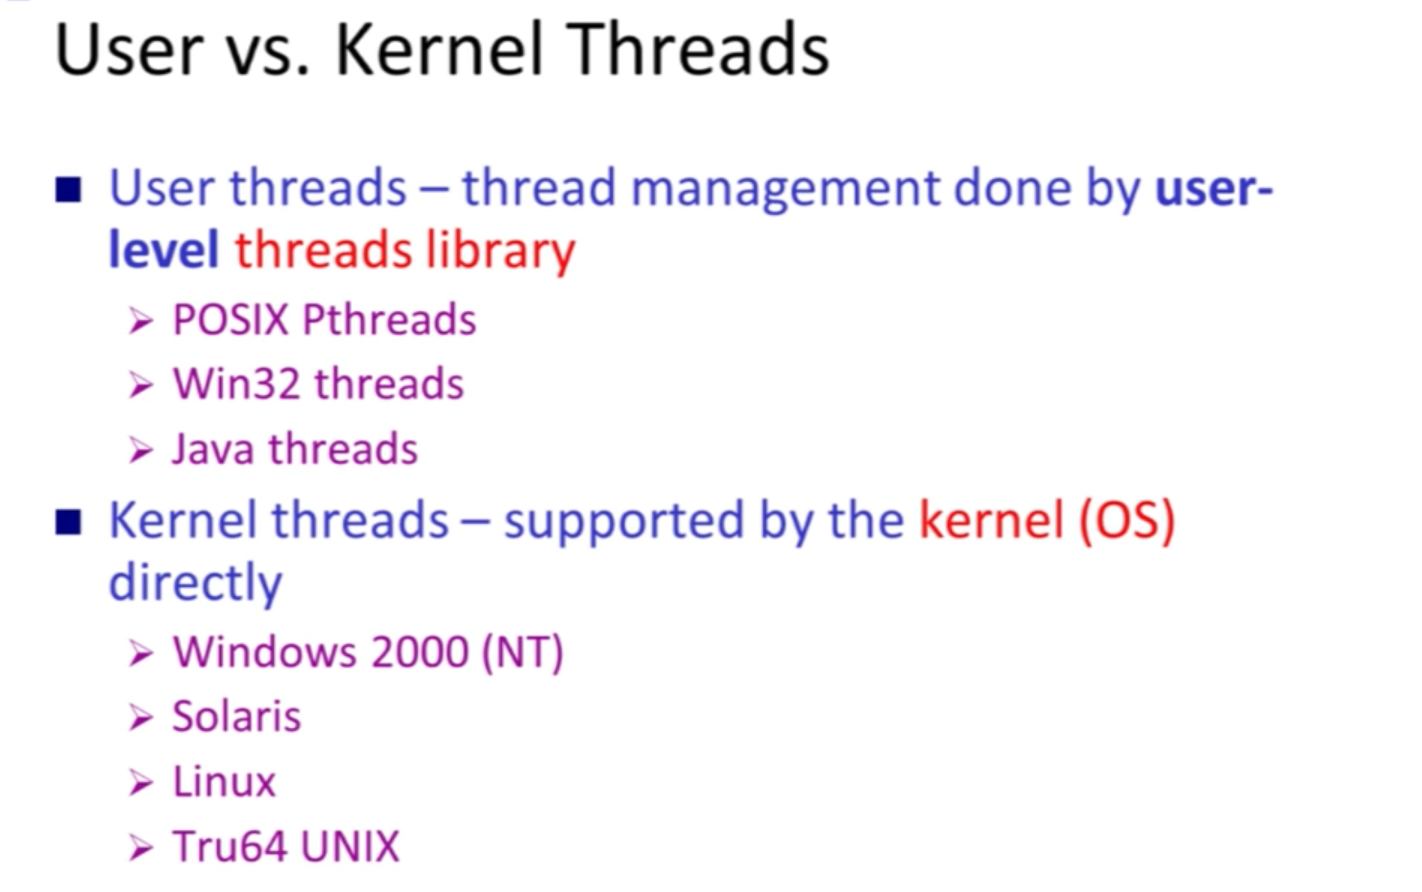 User vs. Kernel Threads
User threads – thread management done by user-
level threads library
POSIX Pthreads
Win32 threads
Java threads
Kernel threads – supported by the kernel (OS)
directly
Windows 2000 (NT)
Solaris
Linux
Tru64 UNIX